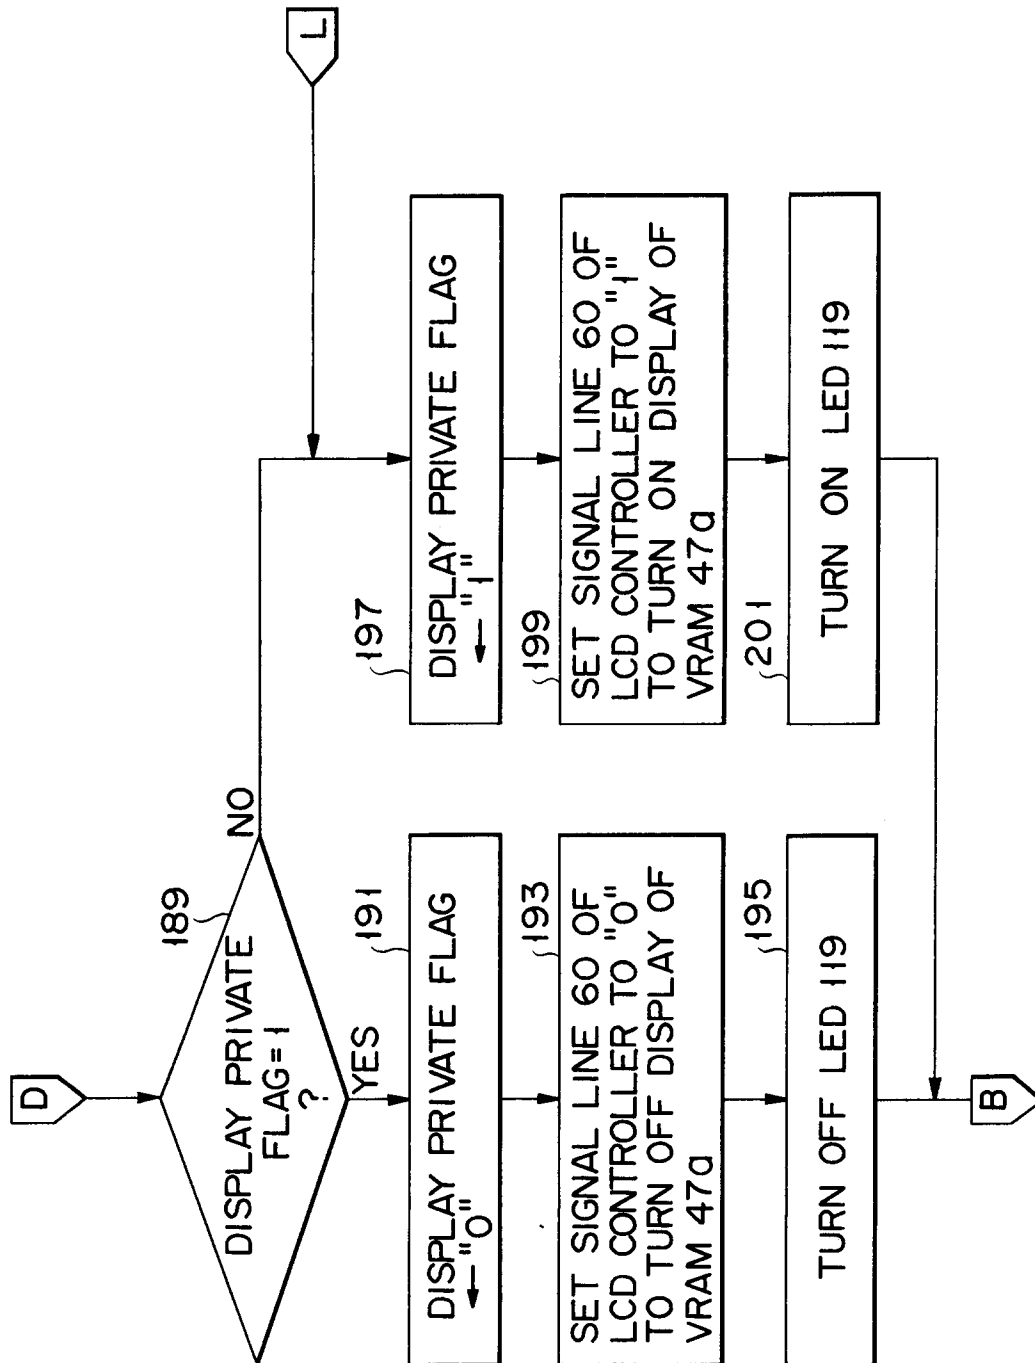 D
189
DISPLAY PRIVATE
FLAG=1
?
YES
NO
191
DISPLAY PRIVATE FLAG
← "0"
193
SET SIGNAL LINE 60 OF
LCD CONTROLLER TO "0"
TO TURN OFF DISPLAY OF
VRAM 47a
195
TURN OFF LED 119
L
197
DISPLAY PRIVATE FLAG
← "1"
199
SET SIGNAL LINE 60 OF
LCD CONTROLLER TO "1"
TO TURN ON DISPLAY OF
VRAM 47a
201
TURN ON LED 119
B